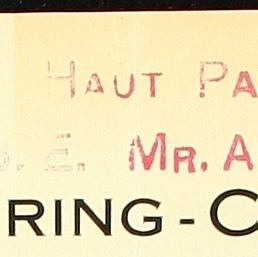 HAUT PA
S.E. MR. A
RING-C